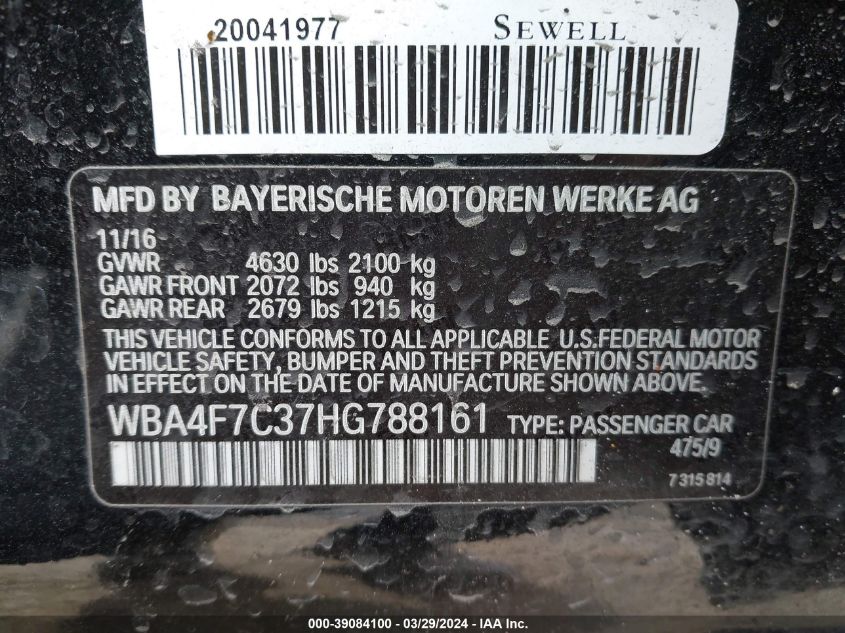 20041977 SEWELL
MFD BY BAYERISCHE MOTOREN WERKE AG
11/16
GVWR 4630 lbs 2100 kg
GAWR FRONT 2072 lbs 940 kg
GAWR REAR 2679 lbs 1215 kg
THIS VEHICLE CONFORMS TO ALL APPLICABLE U.S.FEDERAL MOTOR
VEHICLE SAFETY, BUMPER AND THEFT PREVENTION STANDARDS
IN EFFECT ON THE DATE OF MANUFACTURE SHOWN ABOVE.
WBA4F7C37HG788161 TYPE: PASSENGER CAR
475/9
7 315 814
000-39084100 - 03/29/2024 - IAA Inc.